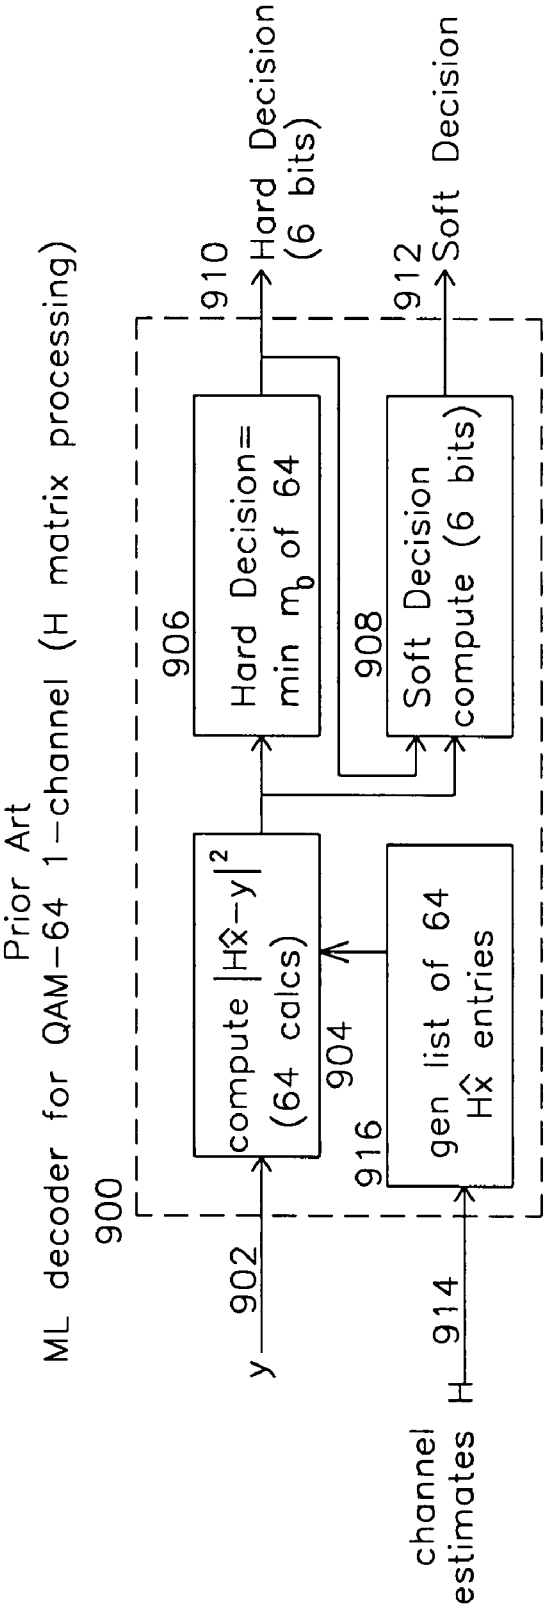 Prior Art
ML decoder for QAM-64 1-channel (H matrix processing)
900
y
902
compute |Hx̂-y|²
(64 calcs)
904
906
Hard Decision=
min m₀ of 64
910
Hard Decision
(6 bits)
channel
estimates H
914
916
gen list of 64
Hx̂ entries
908
Soft Decision
compute (6 bits)
912
Soft Decision